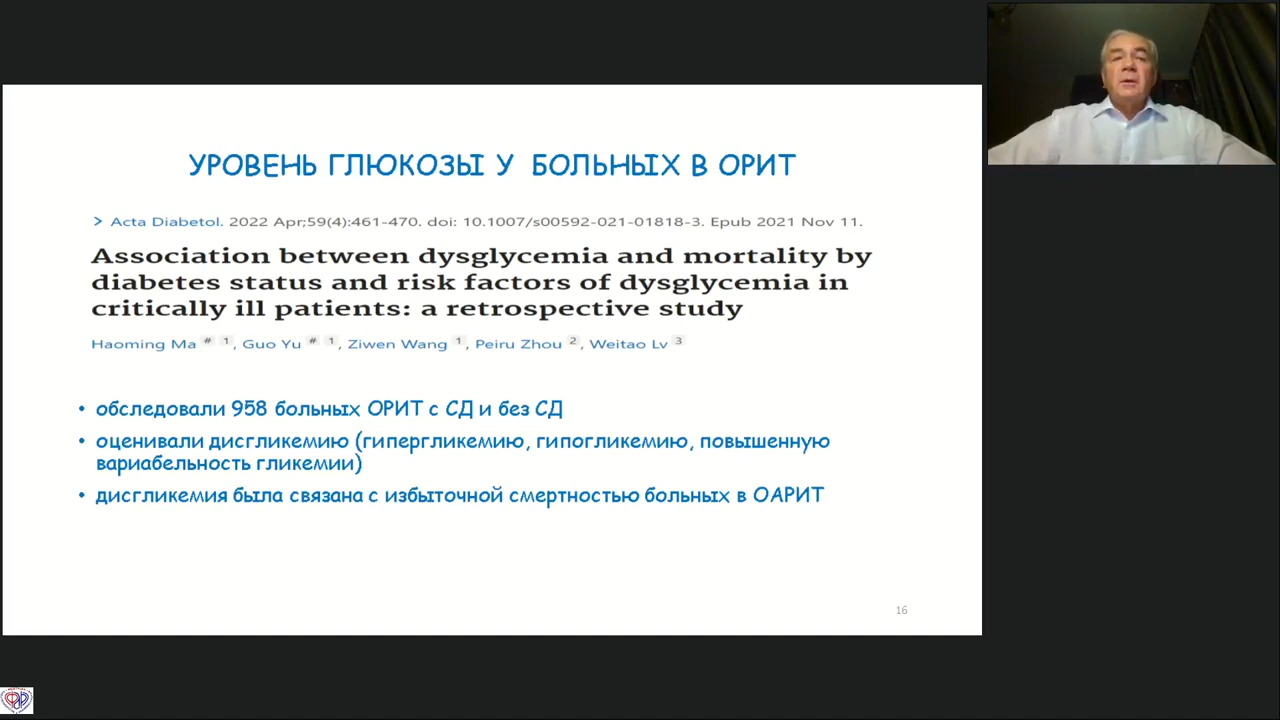 УРОВЕНЬ ГЛЮКОЗЫ У БОЛЬНЫХ В ОРИТ
> Acta Diabetol. 2022 Apr;59(4):461-470. doi: 10.1007/s00592-021-01818-3. Epub 2021 Nov 11.
Association between dysglycemia and mortality by
diabetes status and risk factors of dysglycemia in
critically ill patients: a retrospective study
Haoming Ma # 1, Guo Yu # 1, Ziwen Wang 1, Peiru Zhou 2, Weitao Lv 3
• обследовали 958 больных ОРИТ с СД и без СД
• оценивали дисгликемию (гипергликемию, гипогликемию, повышенную
вариабельность гликемии)
• дисгликемия была связана с избыточной смертностью больных в ОАРИТ
16